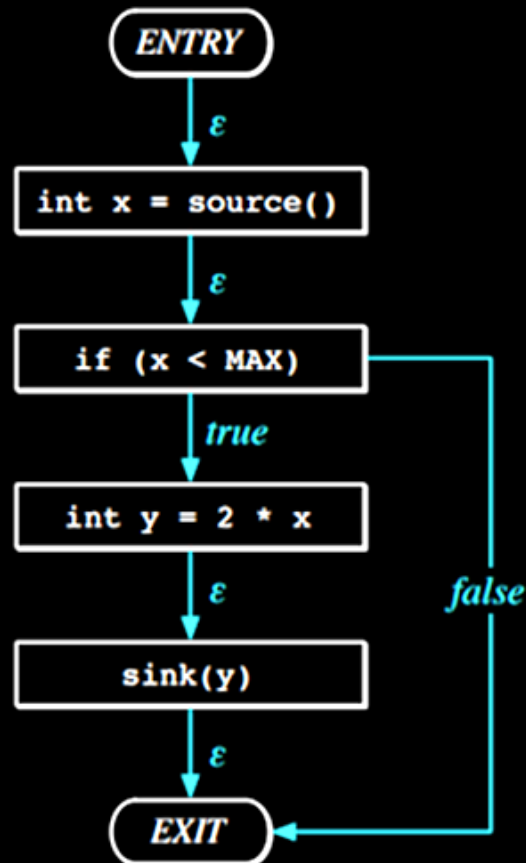 ENTRY
ε
int x = source()
ε
if (x < MAX)
true
int y = 2 * x
ε
false
sink(y)
ε
EXIT